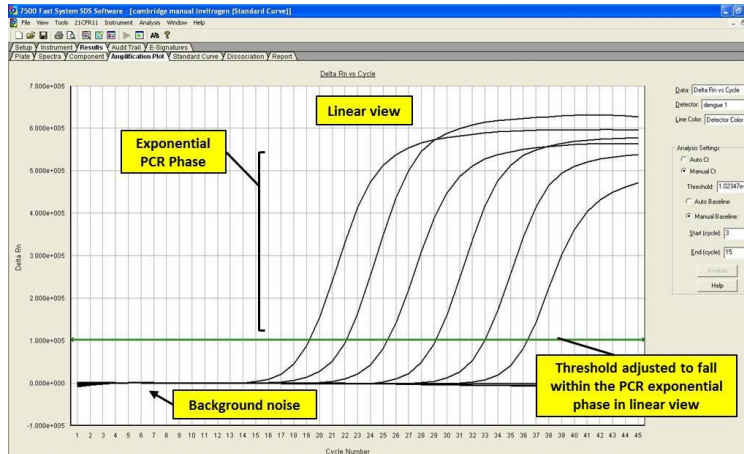 7500 Fast System SDS Software - [cambridge manual invitrogen (Standard Curve)]
File View Tools 21CFR11 Instrument Analysis Window Help
Setup Instrument Results Audit Trail E-Signatures
Plate Spectra Component Amplification Plot Standard Curve Dissociation Report
Delta Rn vs Cycle
Linear view
Exponential
PCR Phase
Background noise
Threshold adjusted to fall
within the PCR exponential
phase in linear view
7.000e+005
6.000e+005
5.000e+005
4.000e+005
3.000e+005
2.000e+005
1.000e+005
0.000e+000
-1.000e+005
Delta Rn
1 2 3 4 5 6 7 8 9 10 11 12 13 14 15 16 17 18 19 20 21 22 23 24 25 26 27 28 29 30 31 32 33 34 35 36 37 38 39 40 41 42 43 44 45
Cycle Number
Data: Delta Rn vs Cycle
Detector: dengue 1
Line Color: Detector Color
Analysis Settings
Auto Ct
Manual Ct
Threshold: 1.02347e+
Auto Baseline
Manual Baseline:
Start (cycle): 3
End (cycle): 15
Analyze
Help